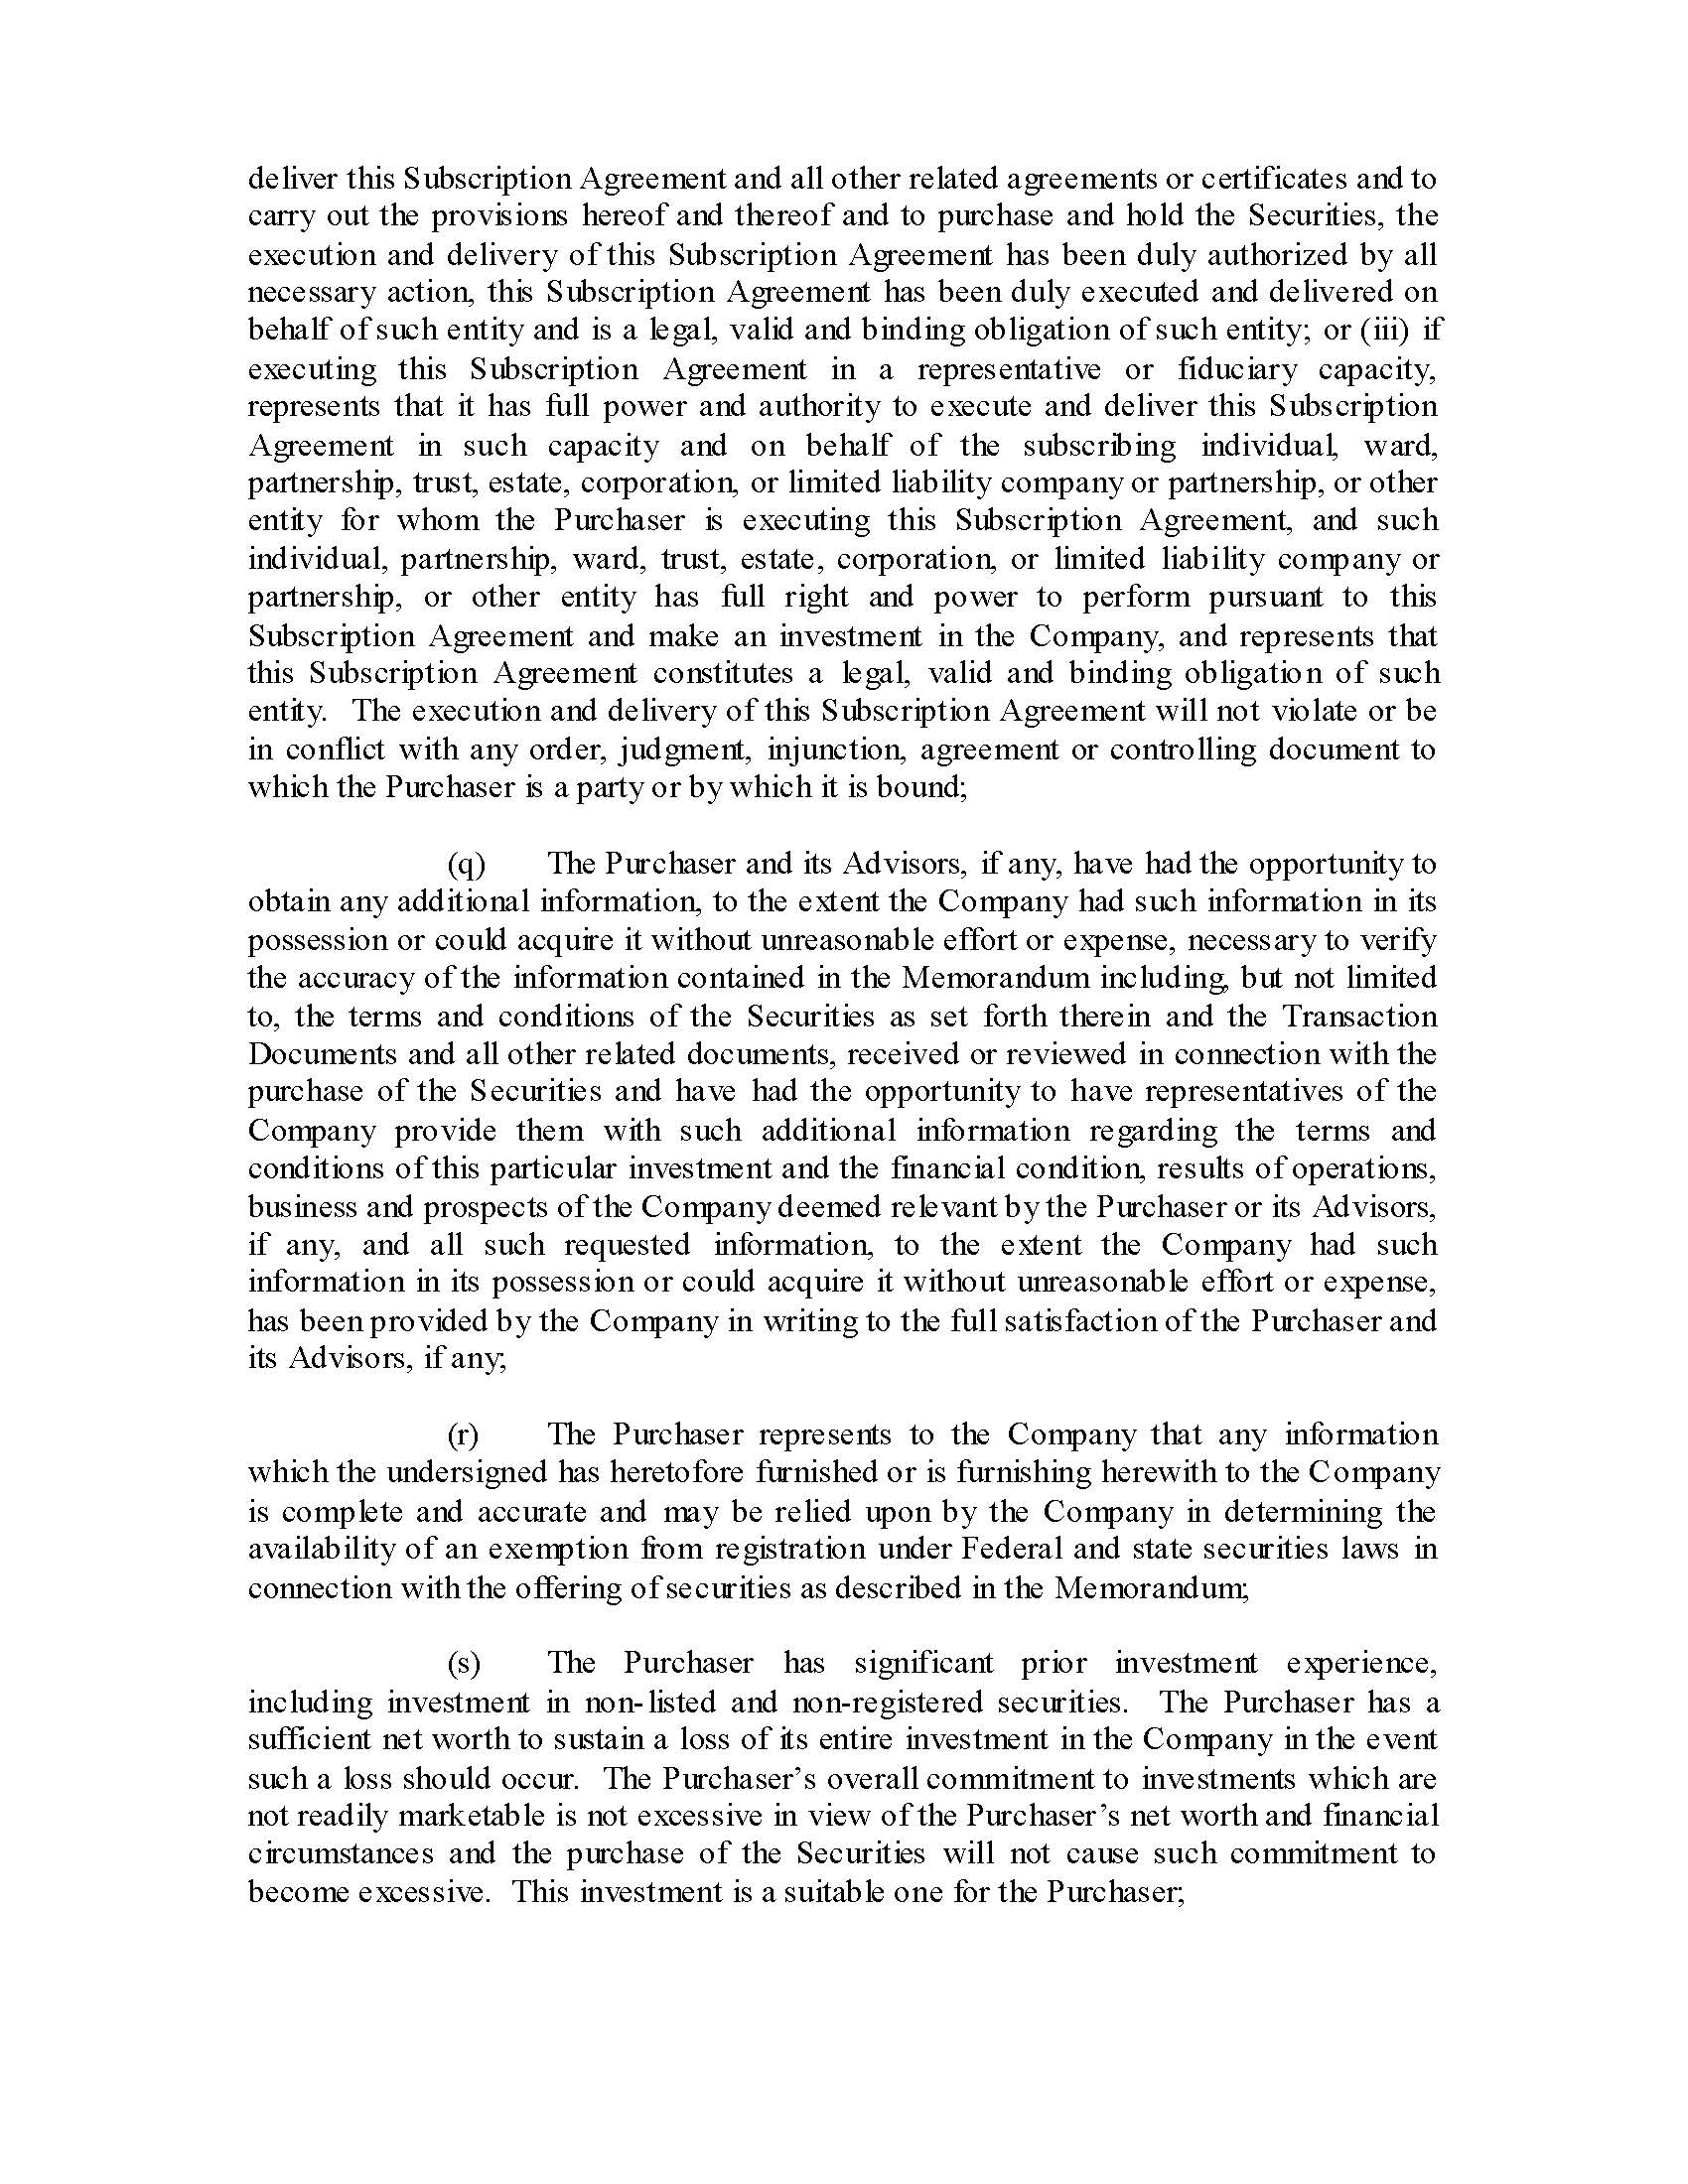 deliver this Subscription Agreement and all other related agreements or certificates and to
carry out the provisions hereof and thereof and to purchase and hold the Securities, the
execution and delivery of this Subscription Agreement has been duly authorized by all
necessary action, this Subscription Agreement has been duly executed and delivered on
behalf of such entity and is a legal, valid and binding obligation of such entity; or (iii) if
executing this Subscription Agreement in a representative or fiduciary capacity,
represents that it has full power and authority to execute and deliver this Subscription
Agreement in such capacity and on behalf of the subscribing individual, ward,
partnership, trust, estate, corporation, or limited liability company or partnership, or other
entity for whom the Purchaser is executing this Subscription Agreement, and such
individual, partnership, ward, trust, estate, corporation, or limited liability company or
partnership, or other entity has full right and power to perform pursuant to this
Subscription Agreement and make an investment in the Company, and represents that
this Subscription Agreement constitutes a legal, valid and binding obligation of such
entity. The execution and delivery of this Subscription Agreement will not violate or be
in conflict with any order, judgment, injunction, agreement or controlling document to
which the Purchaser is a party or by which it is bound;
(q) The Purchaser and its Advisors, if any, have had the opportunity to
obtain any additional information, to the extent the Company had such information in its
possession or could acquire it without unreasonable effort or expense, necessary to verify
the accuracy of the information contained in the Memorandum including, but not limited
to, the terms and conditions of the Securities as set forth therein and the Transaction
Documents and all other related documents, received or reviewed in connection with the
purchase of the Securities and have had the opportunity to have representatives of the
Company provide them with such additional information regarding the terms and
conditions of this particular investment and the financial condition, results of operations,
business and prospects of the Company deemed relevant by the Purchaser or its Advisors,
if any, and all such requested information, to the extent the Company had such
information in its possession or could acquire it without unreasonable effort or expense,
has been provided by the Company in writing to the full satisfaction of the Purchaser and
its Advisors, if any;
(r) The Purchaser represents to the Company that any information
which the undersigned has heretofore furnished or is furnishing herewith to the Company
is complete and accurate and may be relied upon by the Company in determining the
availability of an exemption from registration under Federal and state securities laws in
connection with the offering of securities as described in the Memorandum;
(s) The Purchaser has significant prior investment experience,
including investment in non-listed and non-registered securities. The Purchaser has a
sufficient net worth to sustain a loss of its entire investment in the Company in the event
such a loss should occur. The Purchaser’s overall commitment to investments which are
not readily marketable is not excessive in view of the Purchaser’s net worth and financial
circumstances and the purchase of the Securities will not cause such commitment to
become excessive. This investment is a suitable one for the Purchaser;